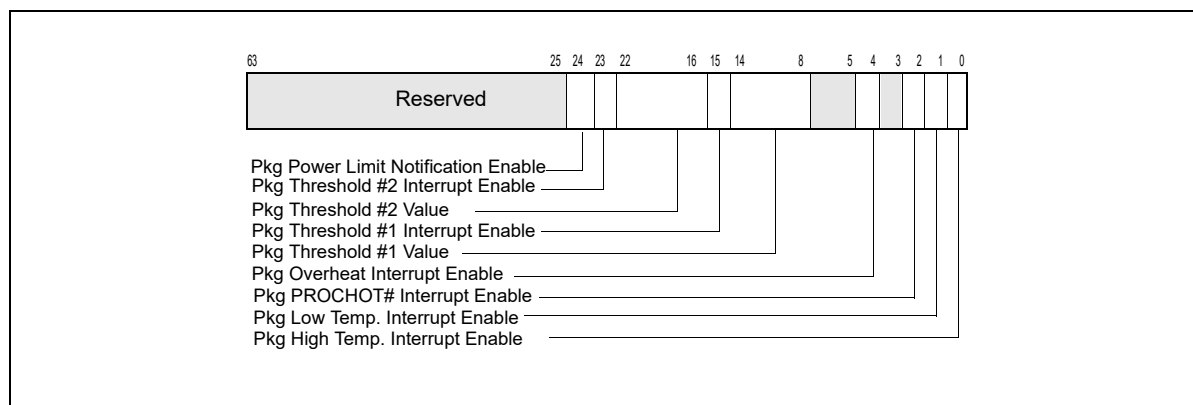 63 25 24 23 22 16 15 14 8 5 4 3 2 1 0
Reserved
Pkg Power Limit Notification Enable
Pkg Threshold #2 Interrupt Enable
Pkg Threshold #2 Value
Pkg Threshold #1 Interrupt Enable
Pkg Threshold #1 Value
Pkg Overheat Interrupt Enable
Pkg PROCHOT# Interrupt Enable
Pkg Low Temp. Interrupt Enable
Pkg High Temp. Interrupt Enable